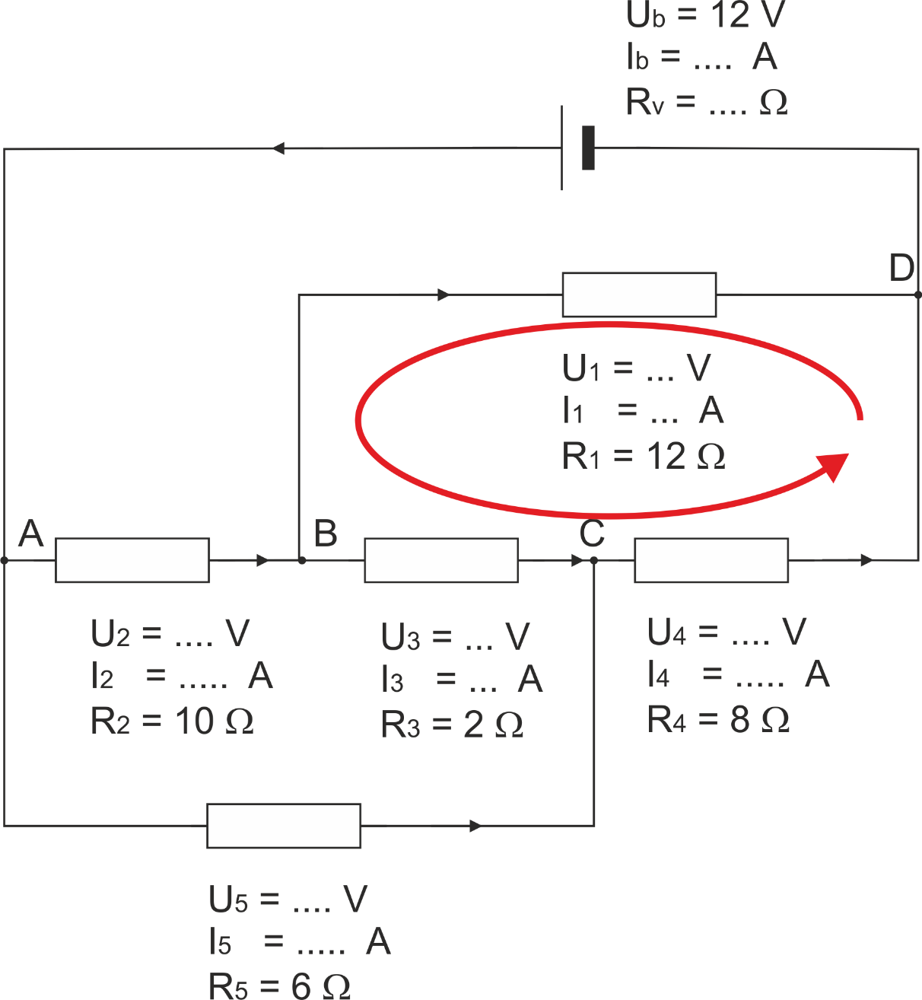 Ub = 12 V
Ib = .... A
Rv = .... Ω
D
U1 = ... V
I1 = ... A
R1 = 12 Ω
A
B
C
U2 = .... V
I2 = ..... A
R2 = 10 Ω
U3 = ... V
I3 = ... A
R3 = 2 Ω
U4 = .... V
I4 = ..... A
R4 = 8 Ω
U5 = .... V
I5 = ..... A
R5 = 6 Ω